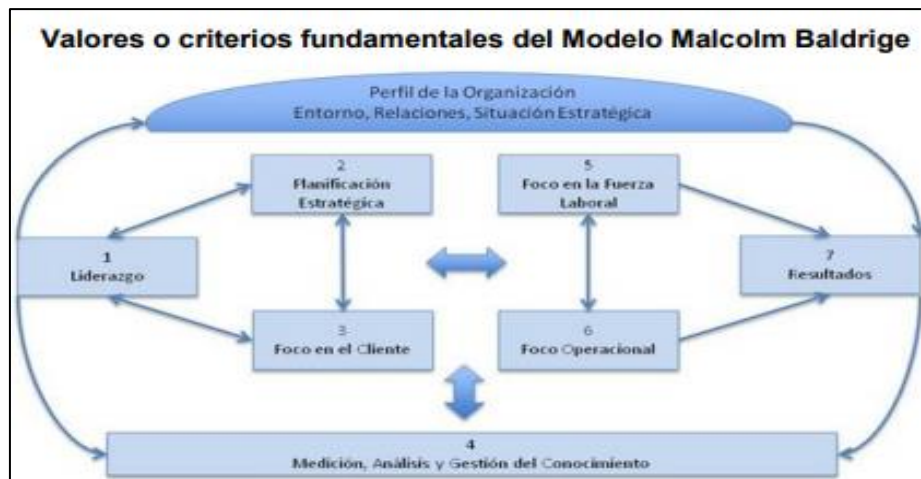 Valores o criterios fundamentales del Modelo Malcolm Baldrige
Perfil de la Organización
Entorno, Relaciones, Situación Estratégica
2
Planificación
Estratégica
5
Foco en la Fuerza
Laboral
1
Liderazgo
7
Resultados
3
Foco en el Cliente
6
Foco Operacional
4
Medición, Análisis y Gestión del Conocimiento